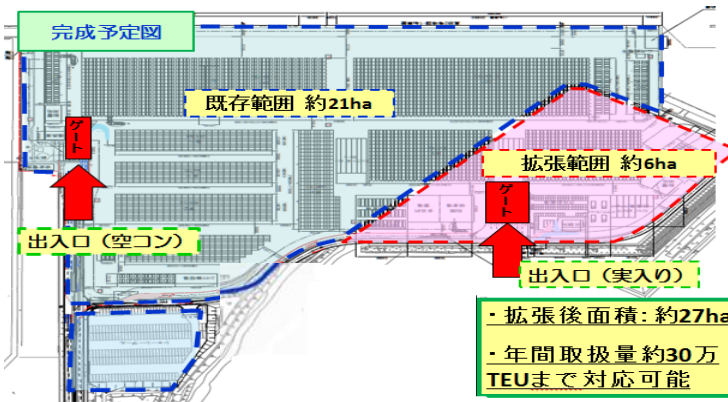 完成予定図
既存範囲 約21ha
ゲート
拡張範囲 約6ha
ゲート
出入口（空コン）
出入口（実入り）
・拡張後面積：約27ha
・年間取扱量約30万
TEUまで対応可能